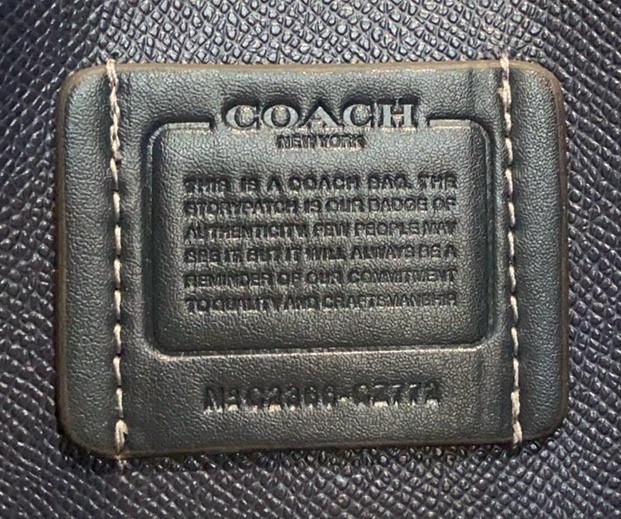 COACH
NEW YORK
THIS IS A COACH BAG. THE
STORYPATCH IS OUR BADGE OF
AUTHENTICITY. FEW PEOPLE MAY
SEE IT, BUT IT WILL ALWAYS BE A
REMINDER OF OUR COMMITMENT
TO QUALITY AND CRAFTSMANSHIP